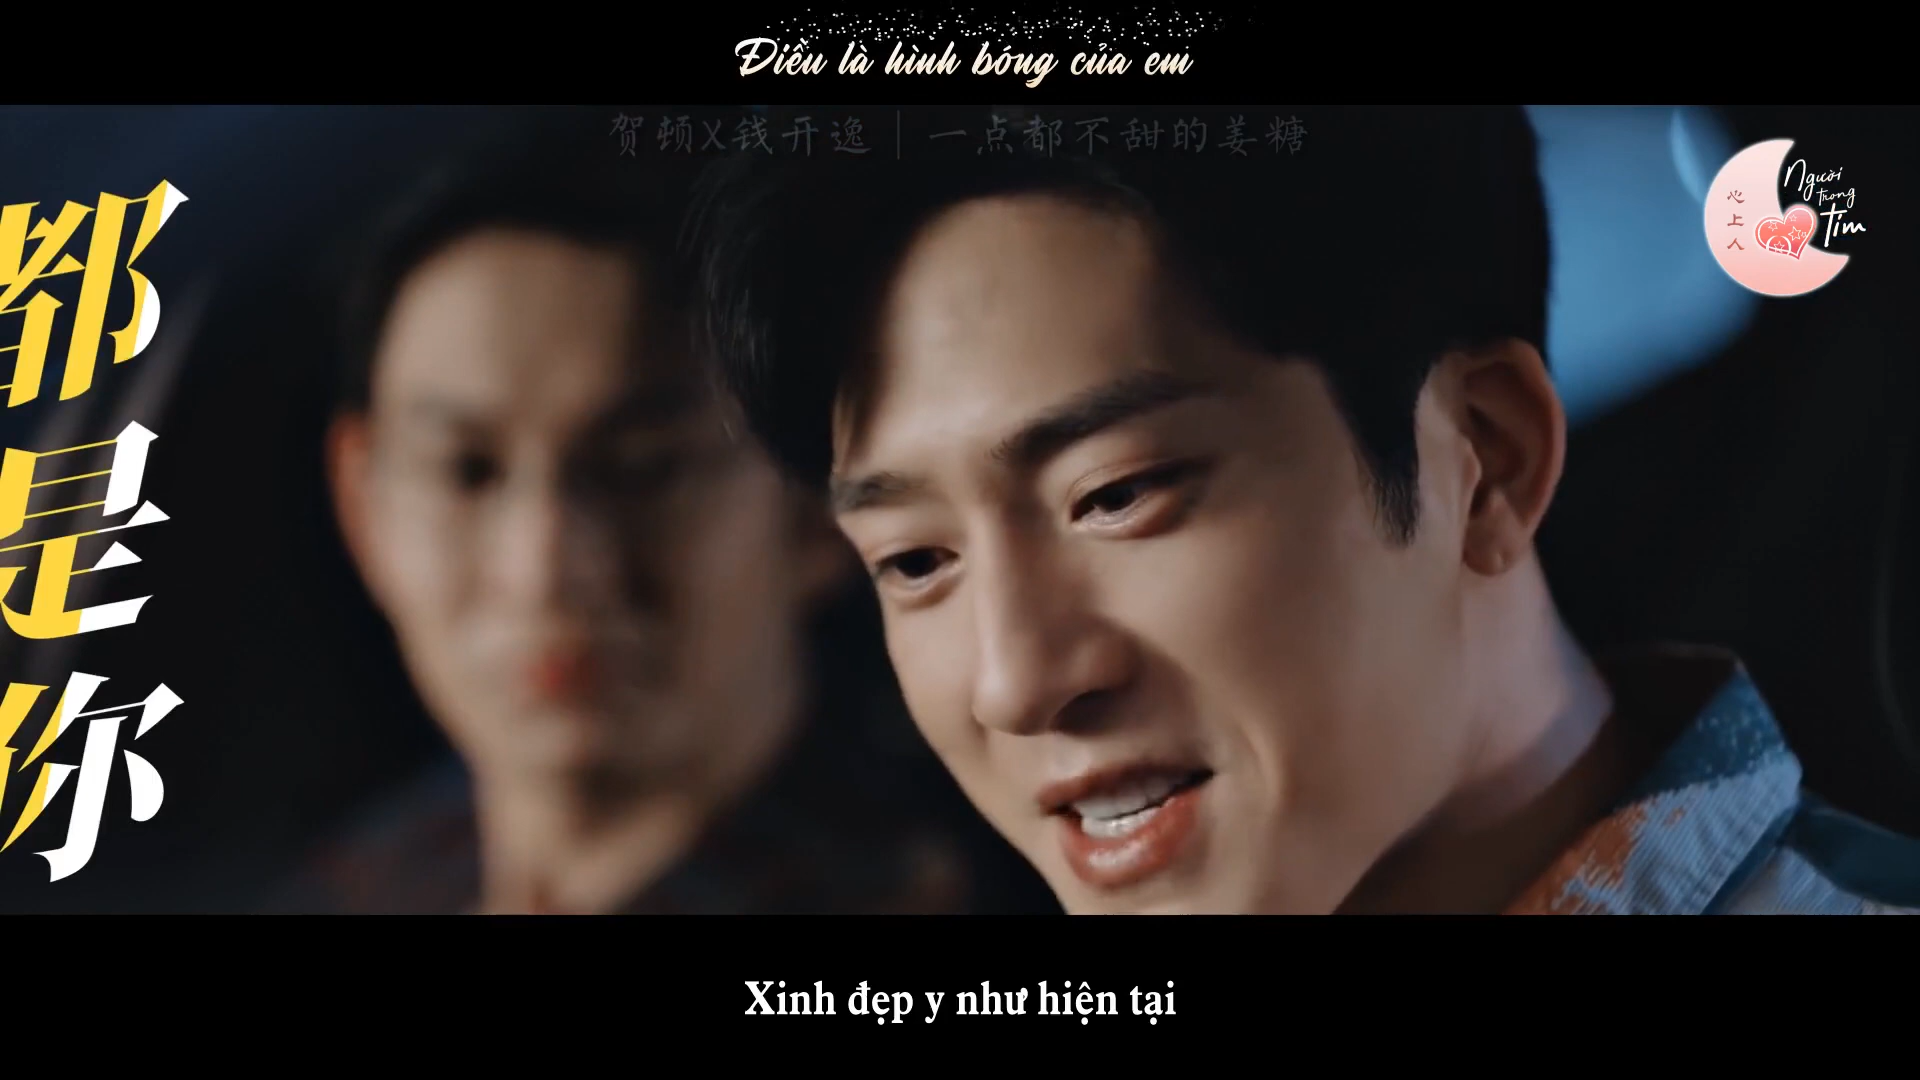 Điều là hình bóng của em
贺顿X钱开逸 | 一点都不甜的姜糖
都是你
心上人
Người
trong
tim
Xinh đẹp y như hiện tại